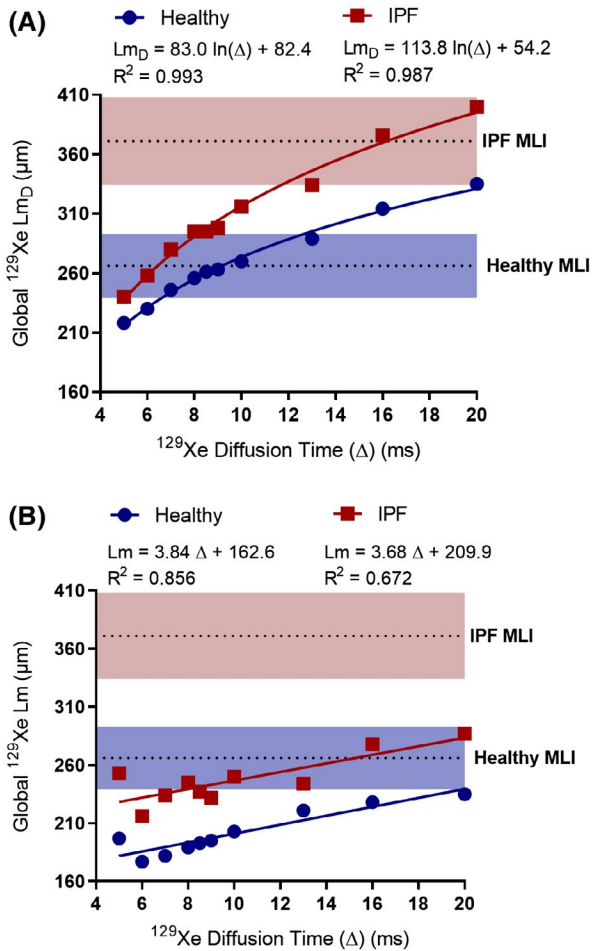 (A)
Healthy
IPF
Lm_D = 83.0 ln(Δ) + 82.4
R² = 0.993
Lm_D = 113.8 ln(Δ) + 54.2
R² = 0.987
Global ¹²⁹Xe Lm_D (µm)
410
360
310
260
210
160
IPF MLI
Healthy MLI
4 6 8 10 12 14 16 18 20
¹²⁹Xe Diffusion Time (Δ) (ms)
(B)
Healthy
IPF
Lm = 3.84 Δ + 162.6
R² = 0.856
Lm = 3.68 Δ + 209.9
R² = 0.672
Global ¹²⁹Xe Lm (µm)
410
360
310
260
210
160
IPF MLI
Healthy MLI
4 6 8 10 12 14 16 18 20
¹²⁹Xe Diffusion Time (Δ) (ms)